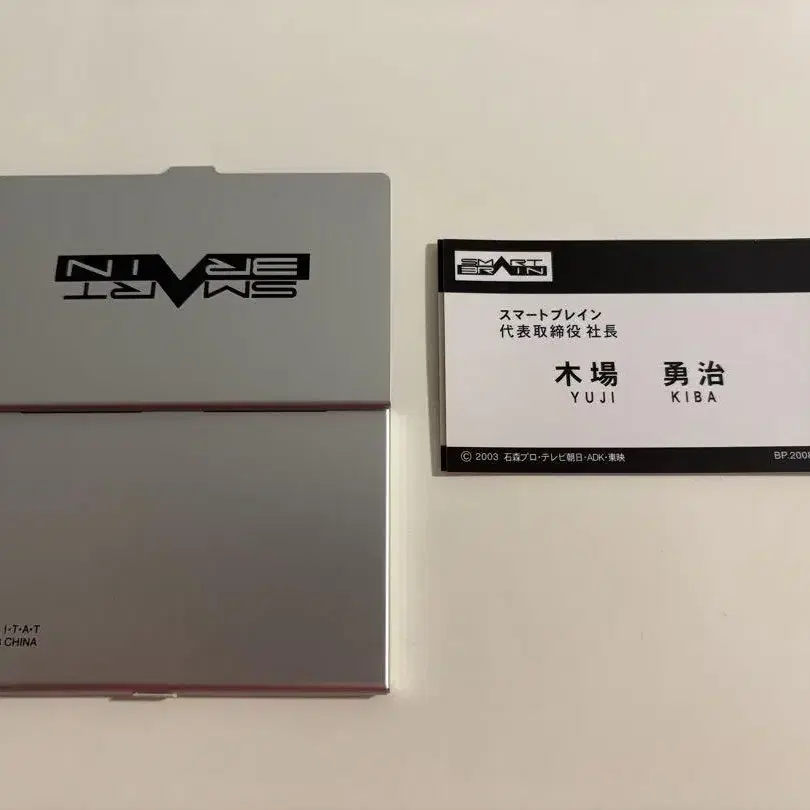 SMART
BRAIN
I・T・A・T
CHINA
SMART
BRAIN
スマートブレイン
代表取締役 社長
木場 勇治
YUJI KIBA
© 2003 石森プロ・テレビ朝日・ADK・東映
BP.2008